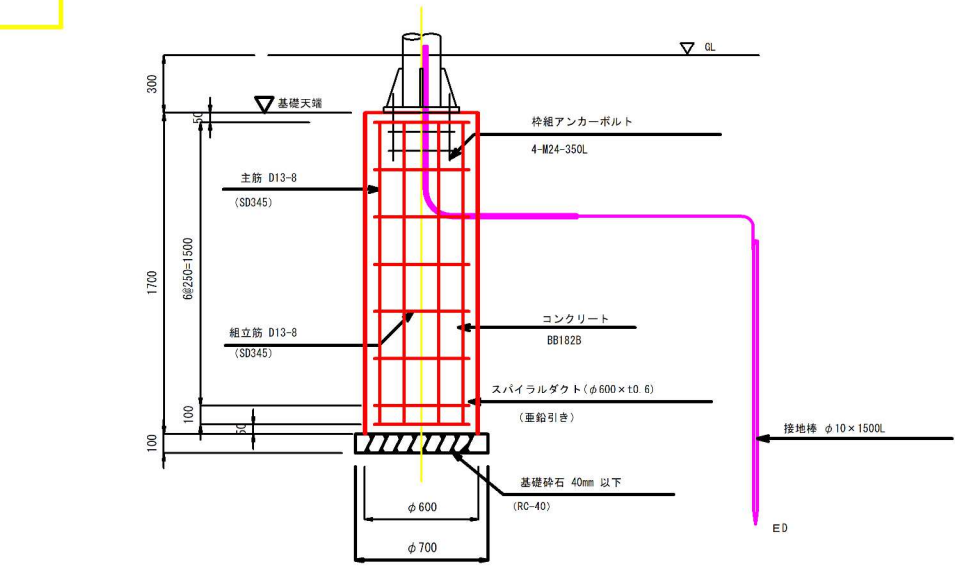 GL
300
基礎天端
50
枠組アンカーボルト
4-M24-350L
主筋 D13-8
(SD345)
1700
6@250=1500
組立筋 D13-8
(SD345)
コンクリート
BB182B
スパイラルダクト(φ600×t0.6)
(亜鉛引き)
100
50
100
接地棒 φ10×1500L
基礎砕石 40mm 以下
(RC-40)
φ600
ED
φ700